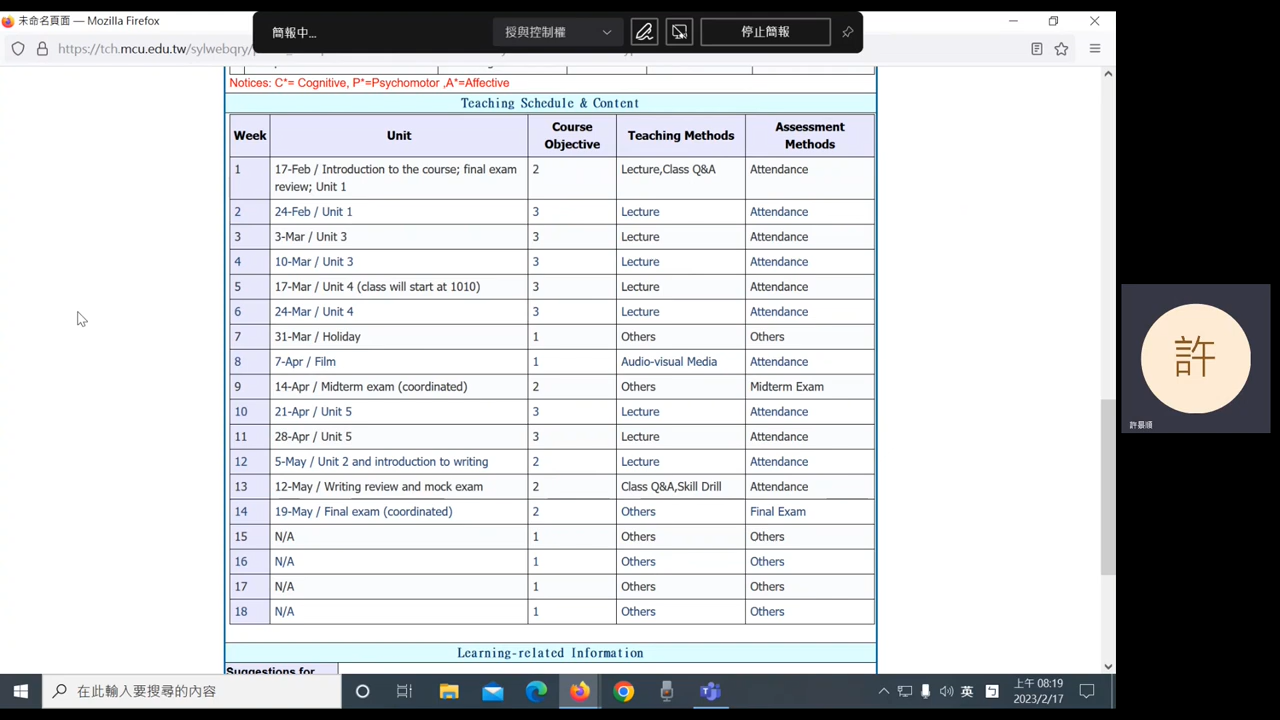 未命名頁面 — Mozilla Firefox
簡報中...
授與控制權
停止簡報
https://tch.mcu.edu.tw/sylwebqry/
Notices: C*= Cognitive, P*=Psychomotor ,A*=Affective
Teaching Schedule & Content
Week Unit Course Objective Teaching Methods Assessment Methods
1 17-Feb / Introduction to the course; final exam review; Unit 1 2 Lecture,Class Q&A Attendance
2 24-Feb / Unit 1 3 Lecture Attendance
3 3-Mar / Unit 3 3 Lecture Attendance
4 10-Mar / Unit 3 3 Lecture Attendance
5 17-Mar / Unit 4 (class will start at 1010) 3 Lecture Attendance
6 24-Mar / Unit 4 3 Lecture Attendance
7 31-Mar / Holiday 1 Others Others
8 7-Apr / Film 1 Audio-visual Media Attendance
9 14-Apr / Midterm exam (coordinated) 2 Others Midterm Exam
10 21-Apr / Unit 5 3 Lecture Attendance
11 28-Apr / Unit 5 3 Lecture Attendance
12 5-May / Unit 2 and introduction to writing 2 Lecture Attendance
13 12-May / Writing review and mock exam 2 Class Q&A,Skill Drill Attendance
14 19-May / Final exam (coordinated) 2 Others Final Exam
15 N/A 1 Others Others
16 N/A 1 Others Others
17 N/A 1 Others Others
18 N/A 1 Others Others
Learning-related Information
Suggestions for
許
在此輸入要搜尋的內容
英
上午 08:19
2023/2/17